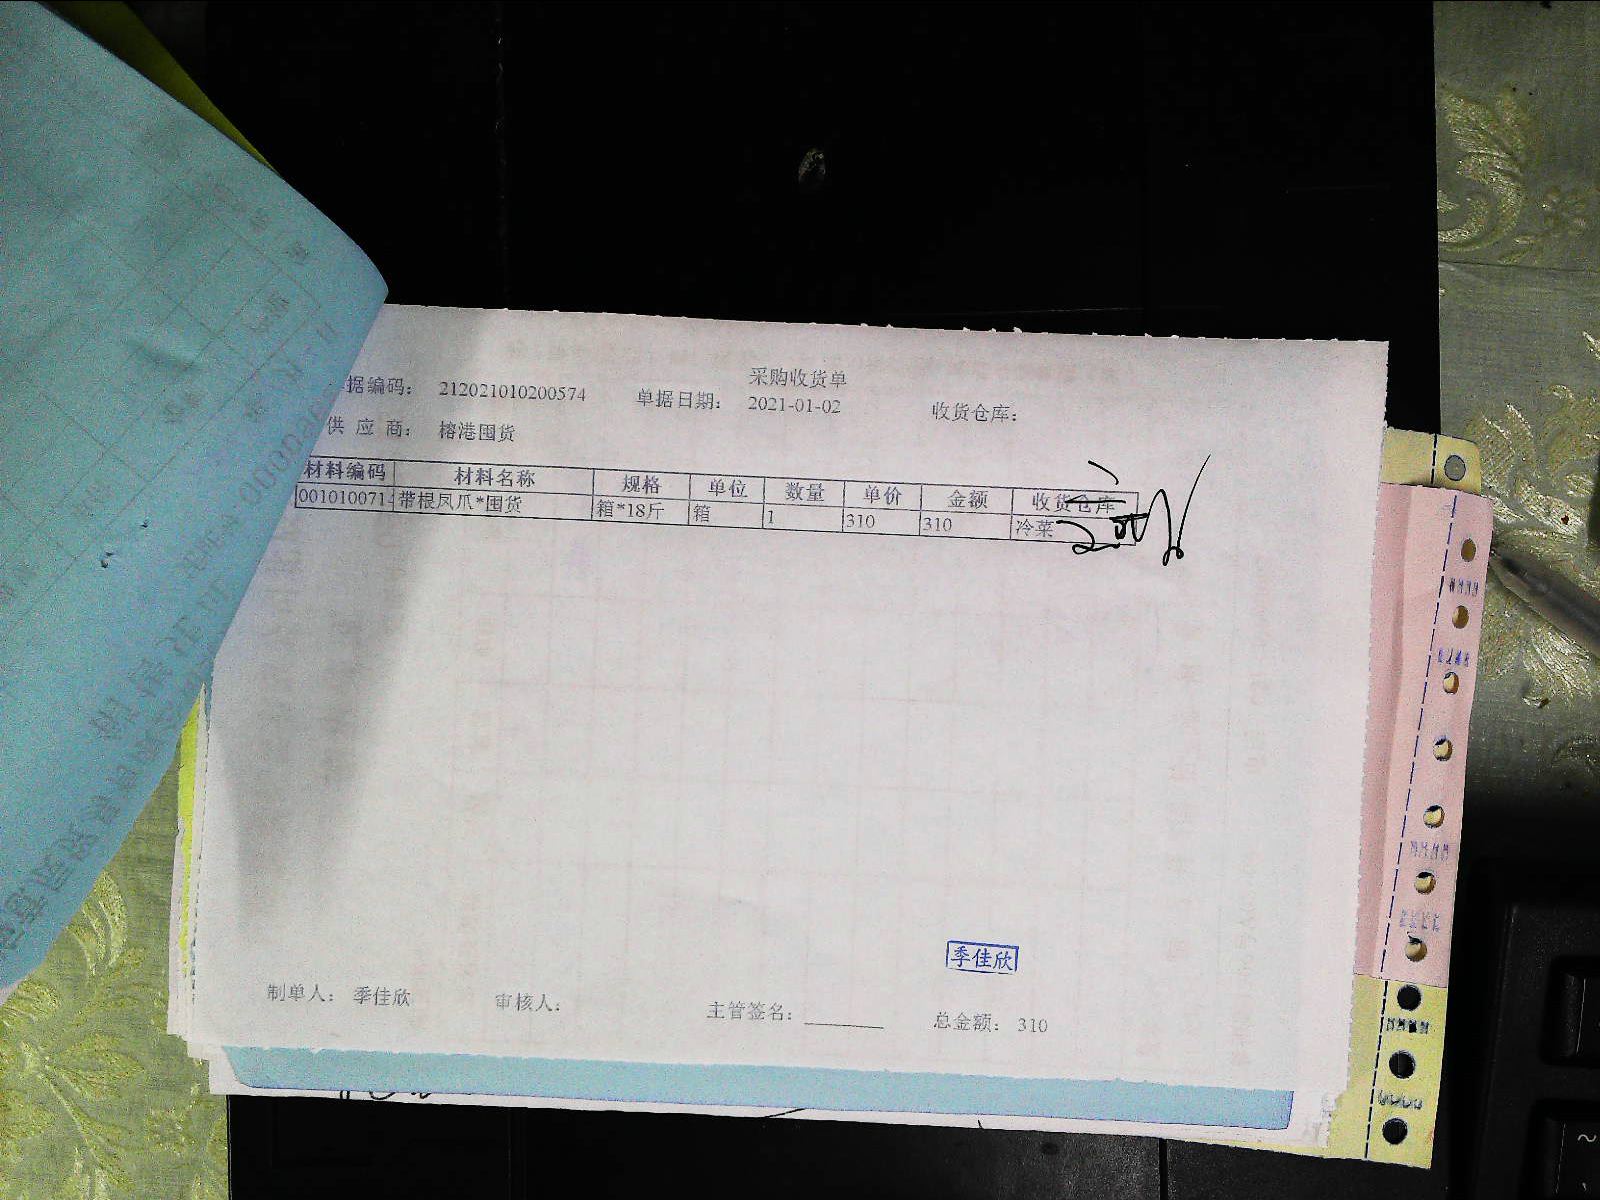 采购收货单
据编码： 212021010200574 单据日期： 2021-01-02 收货仓库：
供 应 商： 榕港囤货
材料编码 材料名称 规格 单位 数量 单价 金额 收货仓库
0010100714 带根凤爪*囤货 箱*18斤 箱 1 310 310 冷菜
季佳欣
制单人： 季佳欣 审核人： 主管签名： 总金额： 310